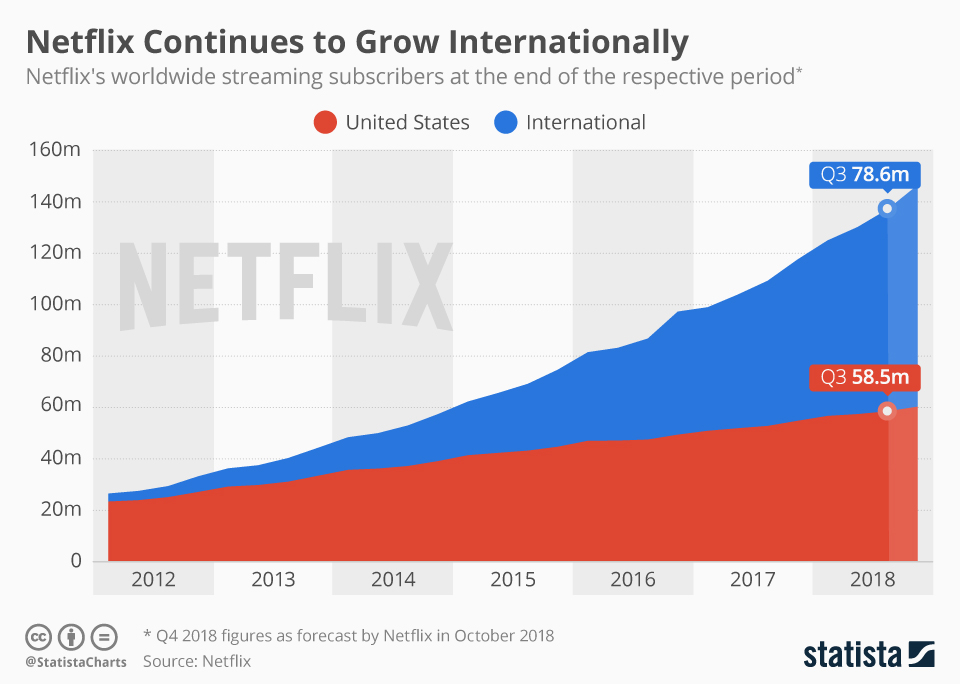 Netflix Continues to Grow Internationally
Netflix's worldwide streaming subscribers at the end of the respective period*
United States International
160m
140m
120m
100m
80m
60m
40m
20m
0
NETFLIX
Q3 78.6m
Q3 58.5m
2012 2013 2014 2015 2016 2017 2018
cc
@StatistaCharts
* Q4 2018 figures as forecast by Netflix in October 2018
Source: Netflix
statista